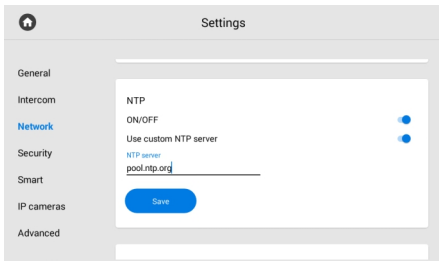 Settings
General
Intercom
Network
Security
Smart
IP cameras
Advanced
NTP
ON/OFF
Use custom NTP server
NTP server
pool.ntp.org
Save